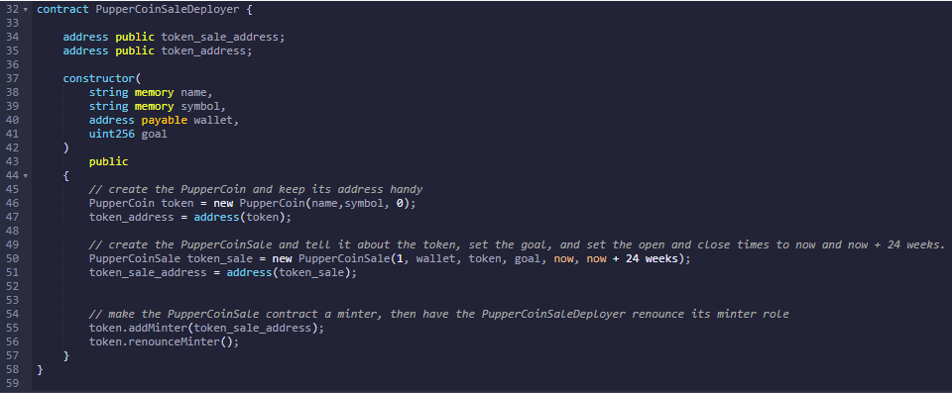 32 contract PupperCoinSaleDeployer {
33
34     address public token_sale_address;
35     address public token_address;
36
37     constructor(
38         string memory name,
39         string memory symbol,
40         address payable wallet,
41         uint256 goal
42     )
43         public
44     {
45         // create the PupperCoin and keep its address handy
46         PupperCoin token = new PupperCoin(name,symbol, 0);
47         token_address = address(token);
48
49         // create the PupperCoinSale and tell it about the token, set the goal, and set the open and close times to now and now + 24 weeks.
50         PupperCoinSale token_sale = new PupperCoinSale(1, wallet, token, goal, now, now + 24 weeks);
51         token_sale_address = address(token_sale);
52
53
54         // make the PupperCoinSale contract a minter, then have the PupperCoinSaleDeployer renounce its minter role
55         token.addMinter(token_sale_address);
56         token.renounceMinter();
57     }
58 }
59